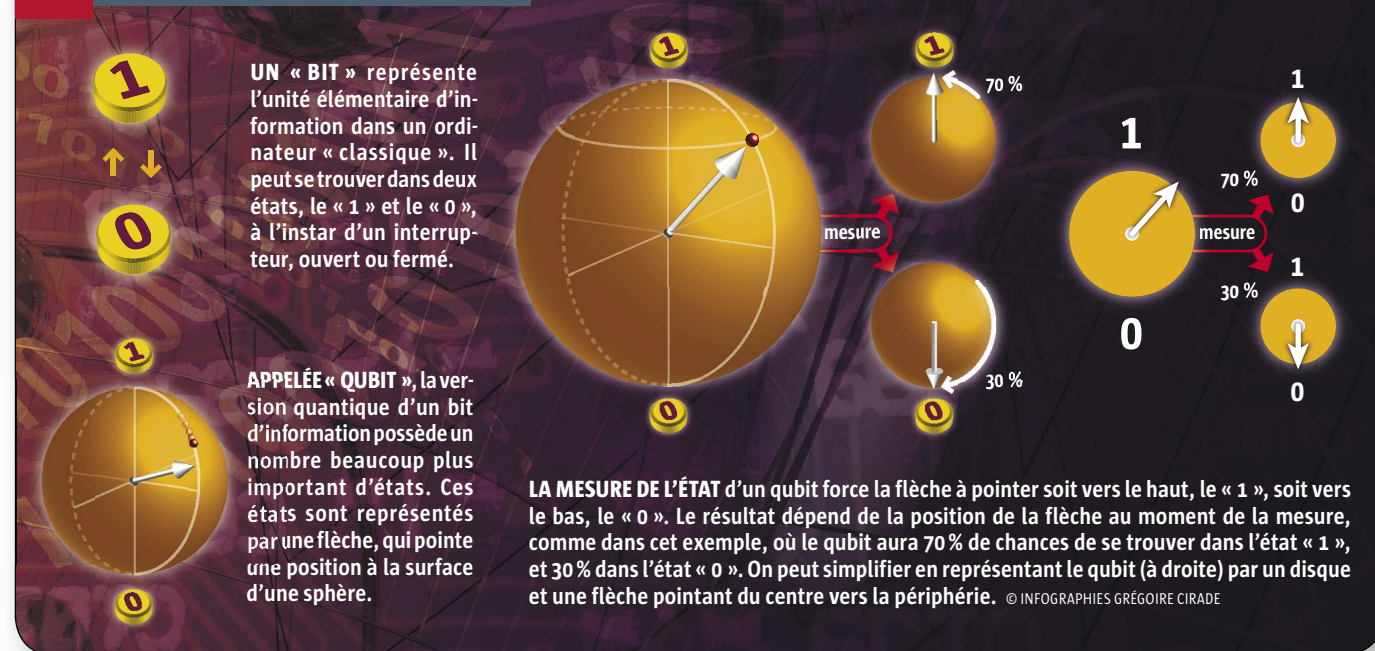 1
0
UN « BIT » représente
l'unité élémentaire d'in-
formation dans un ordi-
nateur « classique ». Il
peut se trouver dans deux
états, le « 1 » et le « 0 »,
à l'instar d'un interrup-
teur, ouvert ou fermé.
1
0
APPELÉE « QUBIT », la ver-
sion quantique d'un bit
d'information possède un
nombre beaucoup plus
important d'états. Ces
états sont représentés
par une flèche, qui pointe
une position à la surface
d'une sphère.
1
0
mesure
1
70 %
30 %
0
1
0
mesure
70 %
30 %
1
0
1
0
LA MESURE DE L'ÉTAT d'un qubit force la flèche à pointer soit vers le haut, le « 1 », soit vers
le bas, le « 0 ». Le résultat dépend de la position de la flèche au moment de la mesure,
comme dans cet exemple, où le qubit aura 70 % de chances de se trouver dans l'état « 1 »,
et 30 % dans l'état « 0 ». On peut simplifier en représentant le qubit (à droite) par un disque
et une flèche pointant du centre vers la périphérie. © INFOGRAPHIES GRÉGOIRE CIRADE